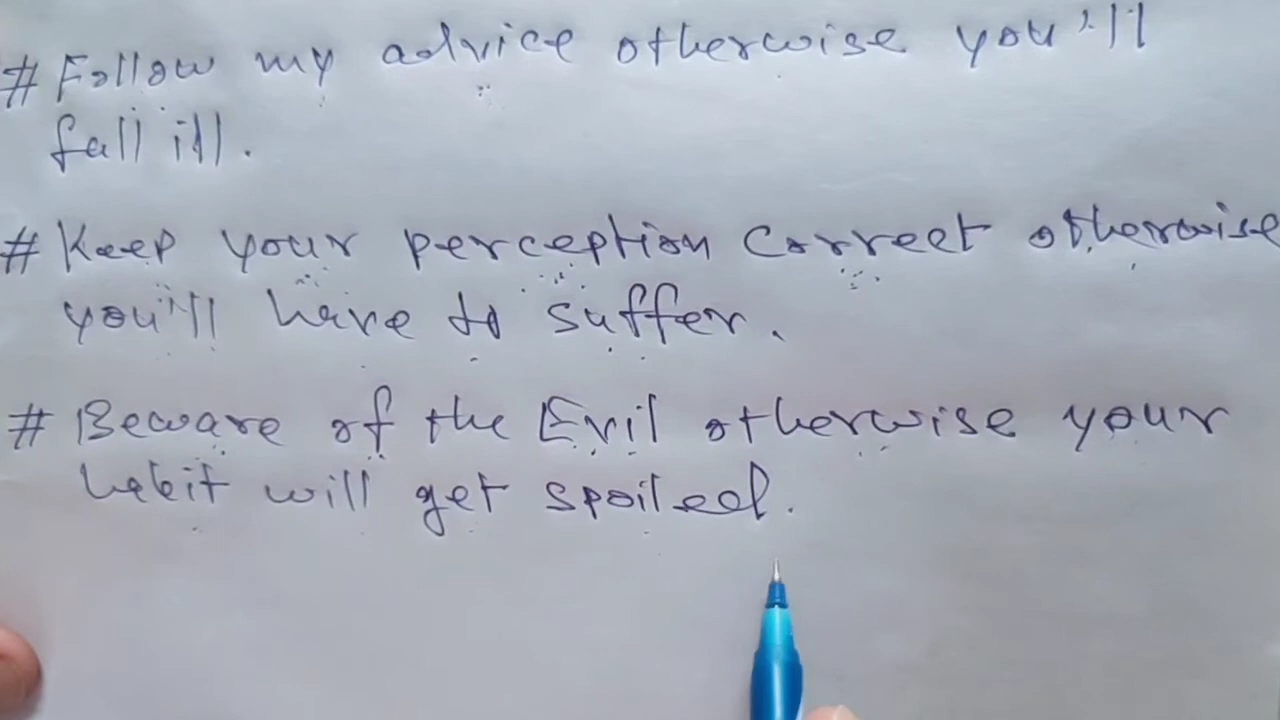 # Follow my advice otherwise you'll
fall ill.
# Keep your perception correct otherwise
you'll have to suffer.
# Beware of the Evil otherwise your
habit will get spoiled.